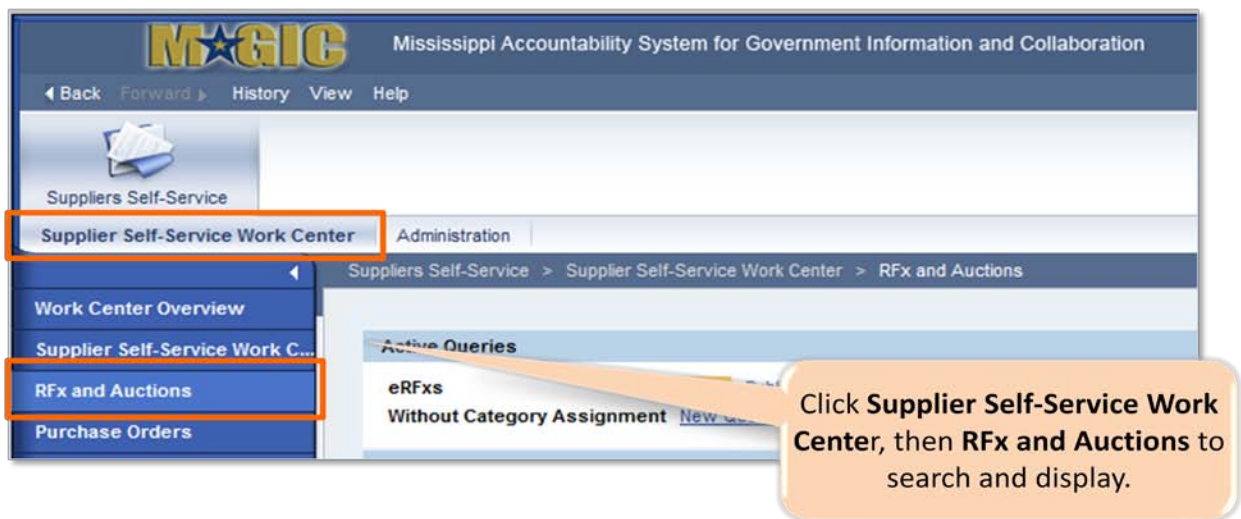 MAGIC Mississippi Accountability System for Government Information and Collaboration
Back Forward History View Help
Suppliers Self-Service
Supplier Self-Service Work Center Administration
Suppliers Self-Service > Supplier Self-Service Work Center > RFx and Auctions
Work Center Overview
Supplier Self-Service Work C...
Active Queries
RFx and Auctions
eRFxs
Without Category Assignment New
Purchase Orders
Click Supplier Self-Service Work
Center, then RFx and Auctions to
search and display.